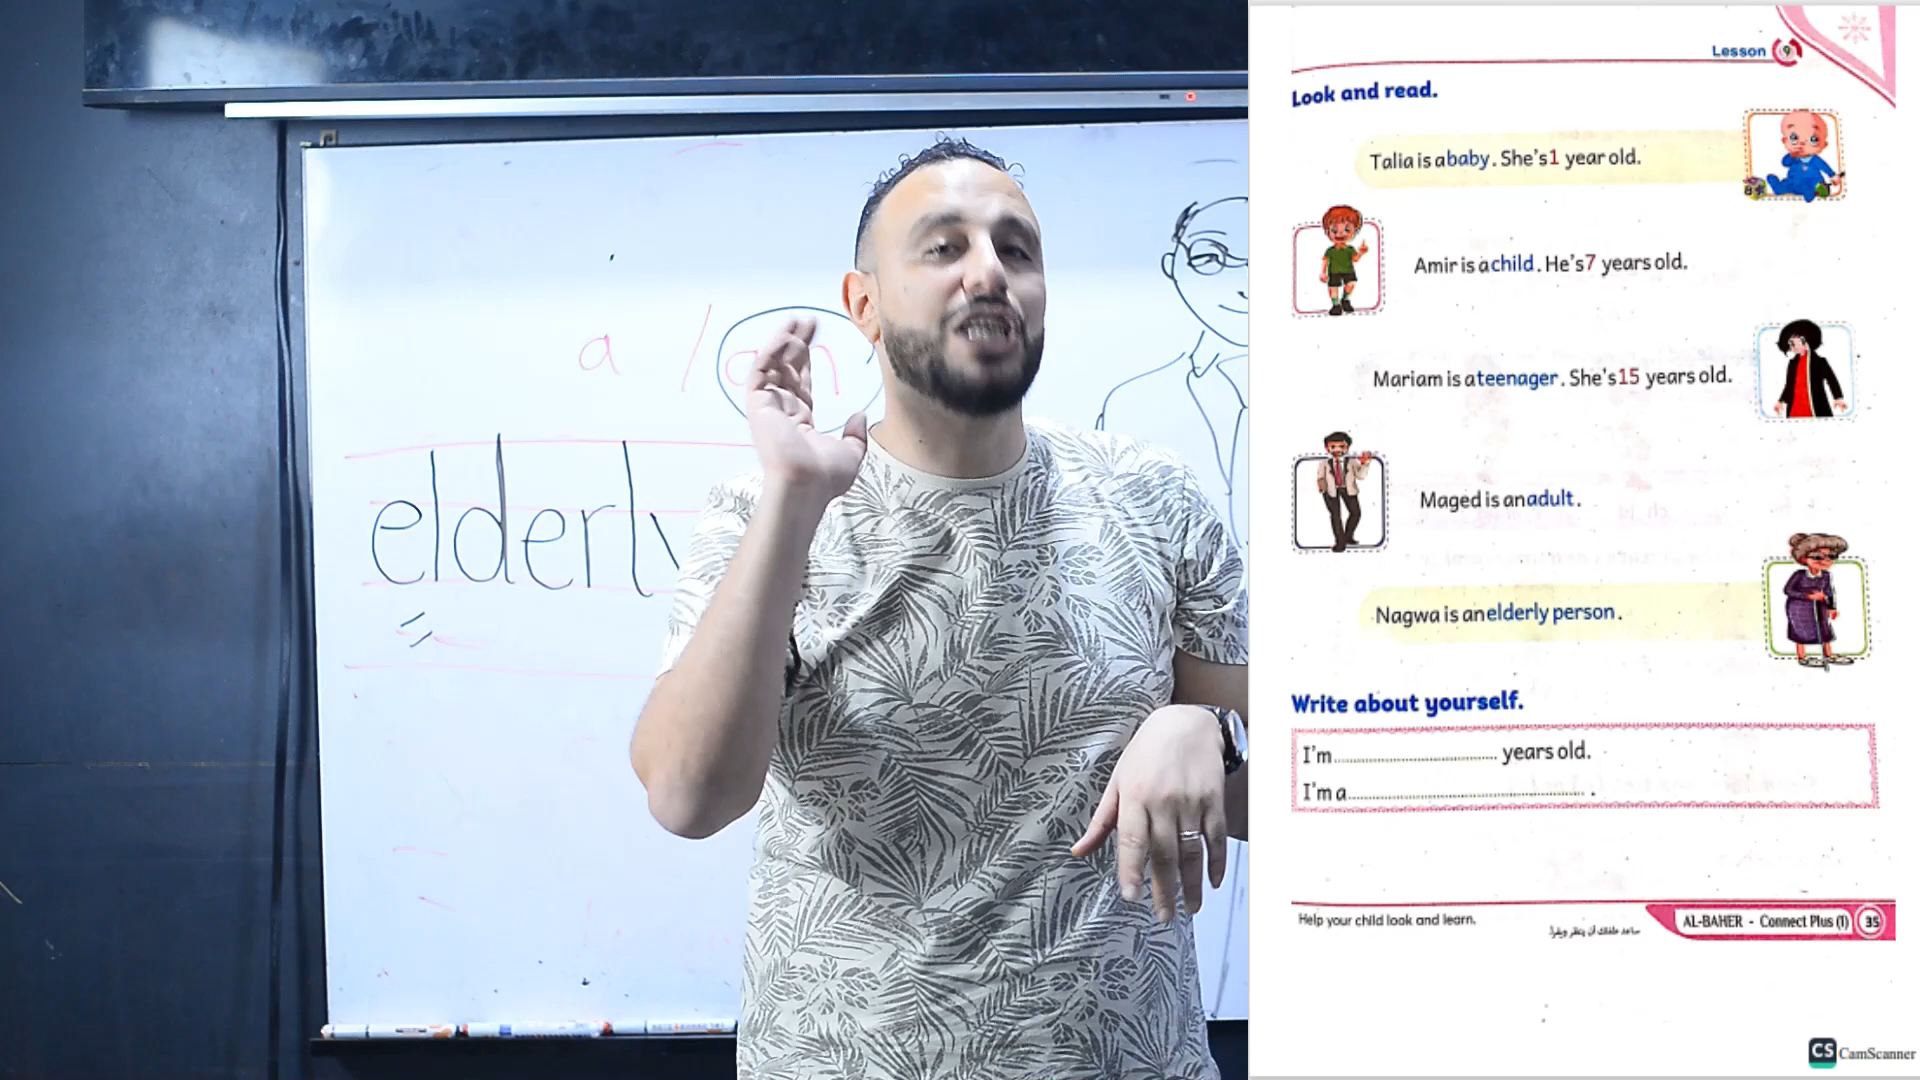 a / an
elderly
Lesson 9
Look and read.
Talia is a baby. She's 1 year old.
Amir is a child. He's 7 years old.
Mariam is a teenager. She's 15 years old.
Maged is an adult.
Nagwa is an elderly person.
Write about yourself.
I'm ........................................ years old.
I'm a ............................................................ .
Help your child look and learn.
ساعد طفلك أن ينظر ويقرأ.
AL-BAHER - Connect Plus (1) 35
CS CamScanner